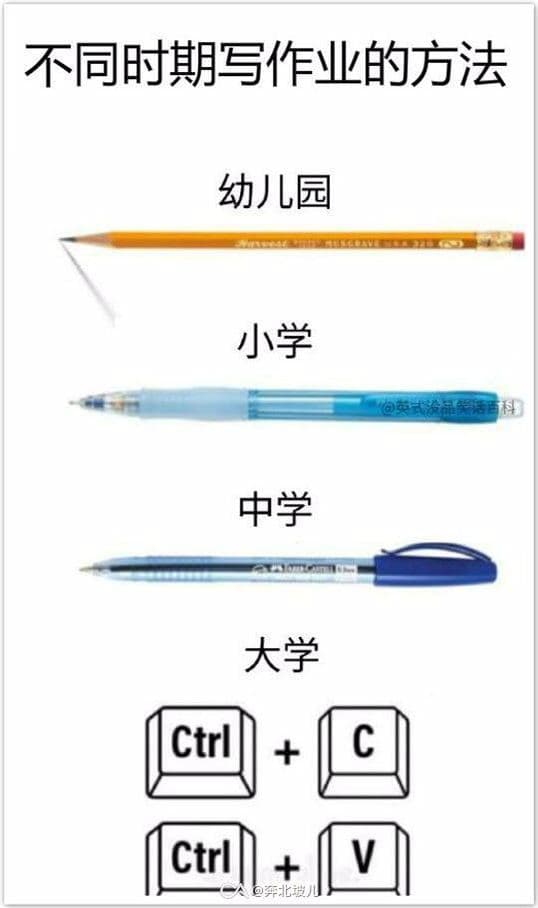 不同时期写作业的方法
幼儿园
Harvest MUSGRAVE U.S.A 320 2
小学
@英式没品笑话百科
中学
FABER-CASTELL
大学
Ctrl + C
Ctrl + V
@奔北坡儿